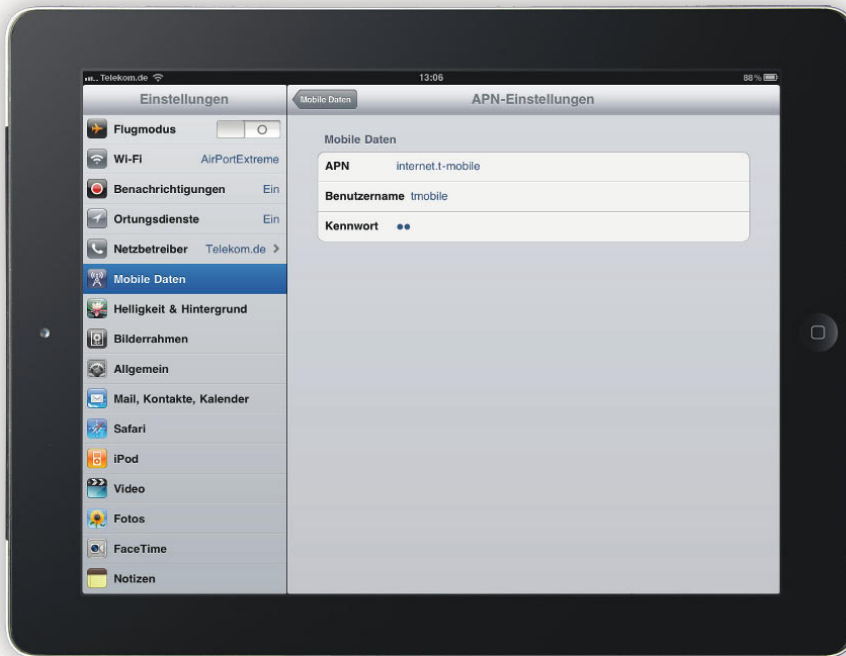 Telekom.de
13:06
88 %
Einstellungen
Mobile Daten
APN-Einstellungen
Flugmodus
Wi-Fi AirPortExtreme
Benachrichtigungen Ein
Ortungsdienste Ein
Netzbetreiber Telekom.de
Mobile Daten
Helligkeit & Hintergrund
Bilderrahmen
Allgemein
Mail, Kontakte, Kalender
Safari
iPod
Video
Fotos
FaceTime
Notizen
Mobile Daten
APN internet.t-mobile
Benutzername tmobile
Kennwort ••